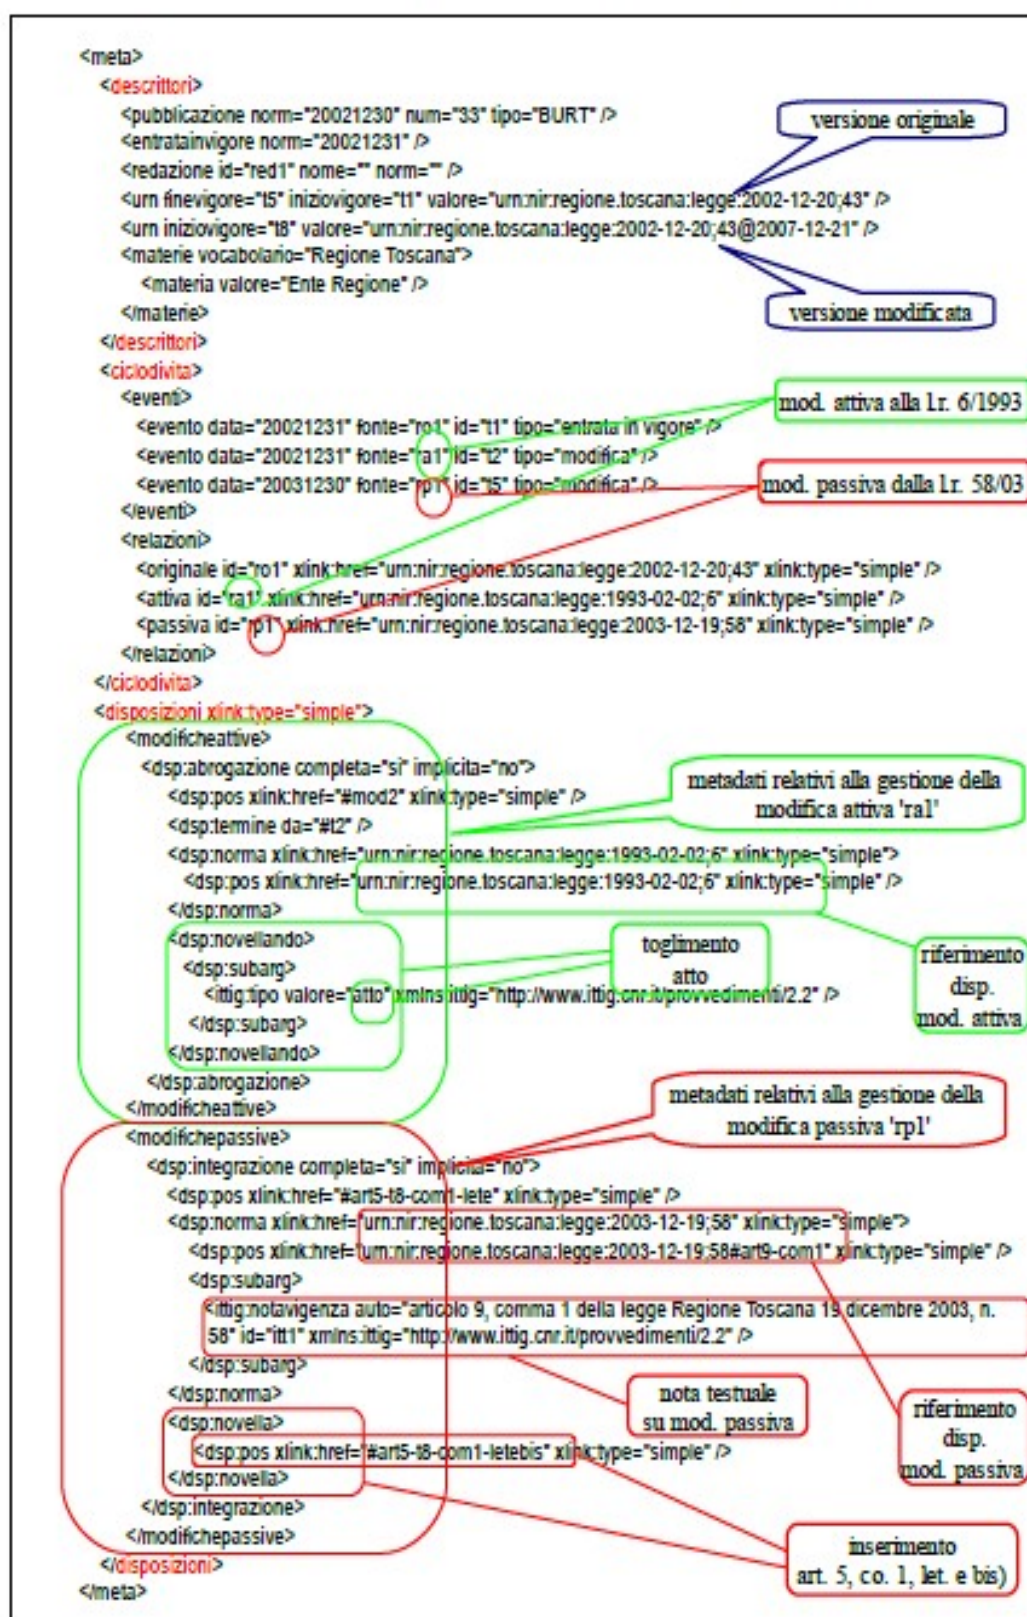 <meta>
<descrittori>
<pubblicazione norm="20021230" num="33" tipo="BURT" />
versione originale
<entratainvigore norm="20021231" />
<redazione id="red1" nome="" norm="" />
<urn finevigore="t5" iniziovigore="t1" valore="urn:nir:regione.toscana:legge:2002-12-20;43" />
<urn iniziovigore="t8" valore="urn:nir:regione.toscana:legge:2002-12-20;43@2007-12-21" />
<materie vocabolario="Regione Toscana">
<materia valore="Ente Regione" />
versione modificata
</materie>
</descrittori>
<ciclodivita>
<eventi>
mod. attiva alla l.r. 6/1993
<evento data="20021231" fonte="ro1" id="t1" tipo="entrata in vigore" />
<evento data="20021231" fonte="ra1" id="t2" tipo="modifica" />
<evento data="20031230" fonte="rp1" id="t5" tipo="modifica" />
mod. passiva dalla l.r. 58/03
</eventi>
<relazioni>
<originale id="ro1" xlink:href="urn:nir:regione.toscana:legge:2002-12-20;43" xlink:type="simple" />
<attiva id="ra1" xlink:href="urn:nir:regione.toscana:legge:1993-02-02;6" xlink:type="simple" />
<passiva id="rp1" xlink:href="urn:nir:regione.toscana:legge:2003-12-19;58" xlink:type="simple" />
</relazioni>
</ciclodivita>
<disposizioni xlink:type="simple">
<modificheattive>
<dsp:abrogazione completa="si" implicita="no">
metadati relativi alla gestione della
modifica attiva 'ra1'
<dsp:pos xlink:href="#mod2" xlink:type="simple" />
<dsp:termine da="#t2" />
<dsp:norma xlink:href="urn:nir:regione.toscana:legge:1993-02-02;6" xlink:type="simple">
<dsp:pos xlink:href="urn:nir:regione.toscana:legge:1993-02-02;6" xlink:type="simple" />
</dsp:norma>
<dsp:novellando>
toglimento
atto
riferimento
disp.
mod. attiva
<dsp:subarg>
<ittig:tipo valore="atto" xmlns:ittig="http://www.ittig.cnr.it/provvedimenti/2.2" />
</dsp:subarg>
</dsp:novellando>
</dsp:abrogazione>
</modificheattive>
metadati relativi alla gestione della
modifica passiva 'rp1'
<modifichepassive>
<dsp:integrazione completa="si" implicita="no">
<dsp:pos xlink:href="#art5-t8-com1-lete" xlink:type="simple" />
<dsp:norma xlink:href="urn:nir:regione.toscana:legge:2003-12-19;58" xlink:type="simple">
<dsp:pos xlink:href="urn:nir:regione.toscana:legge:2003-12-19;58#art9-com1" xlink:type="simple" />
<dsp:subarg>
<ittig:notavigenza auto="articolo 9, comma 1 della legge Regione Toscana 19 dicembre 2003, n.
58" id="itt1" xmlns:ittig="http://www.ittig.cnr.it/provvedimenti/2.2" />
</dsp:subarg>
</dsp:norma>
nota testuale
su mod. passiva
riferimento
disp.
mod. passiva
<dsp:novella>
<dsp:pos xlink:href="#art5-t8-com1-letebis" xlink:type="simple" />
</dsp:novella>
</dsp:integrazione>
</modifichepassive>
inserimento
art. 5, co. 1, let. e bis)
</disposizioni>
</meta>